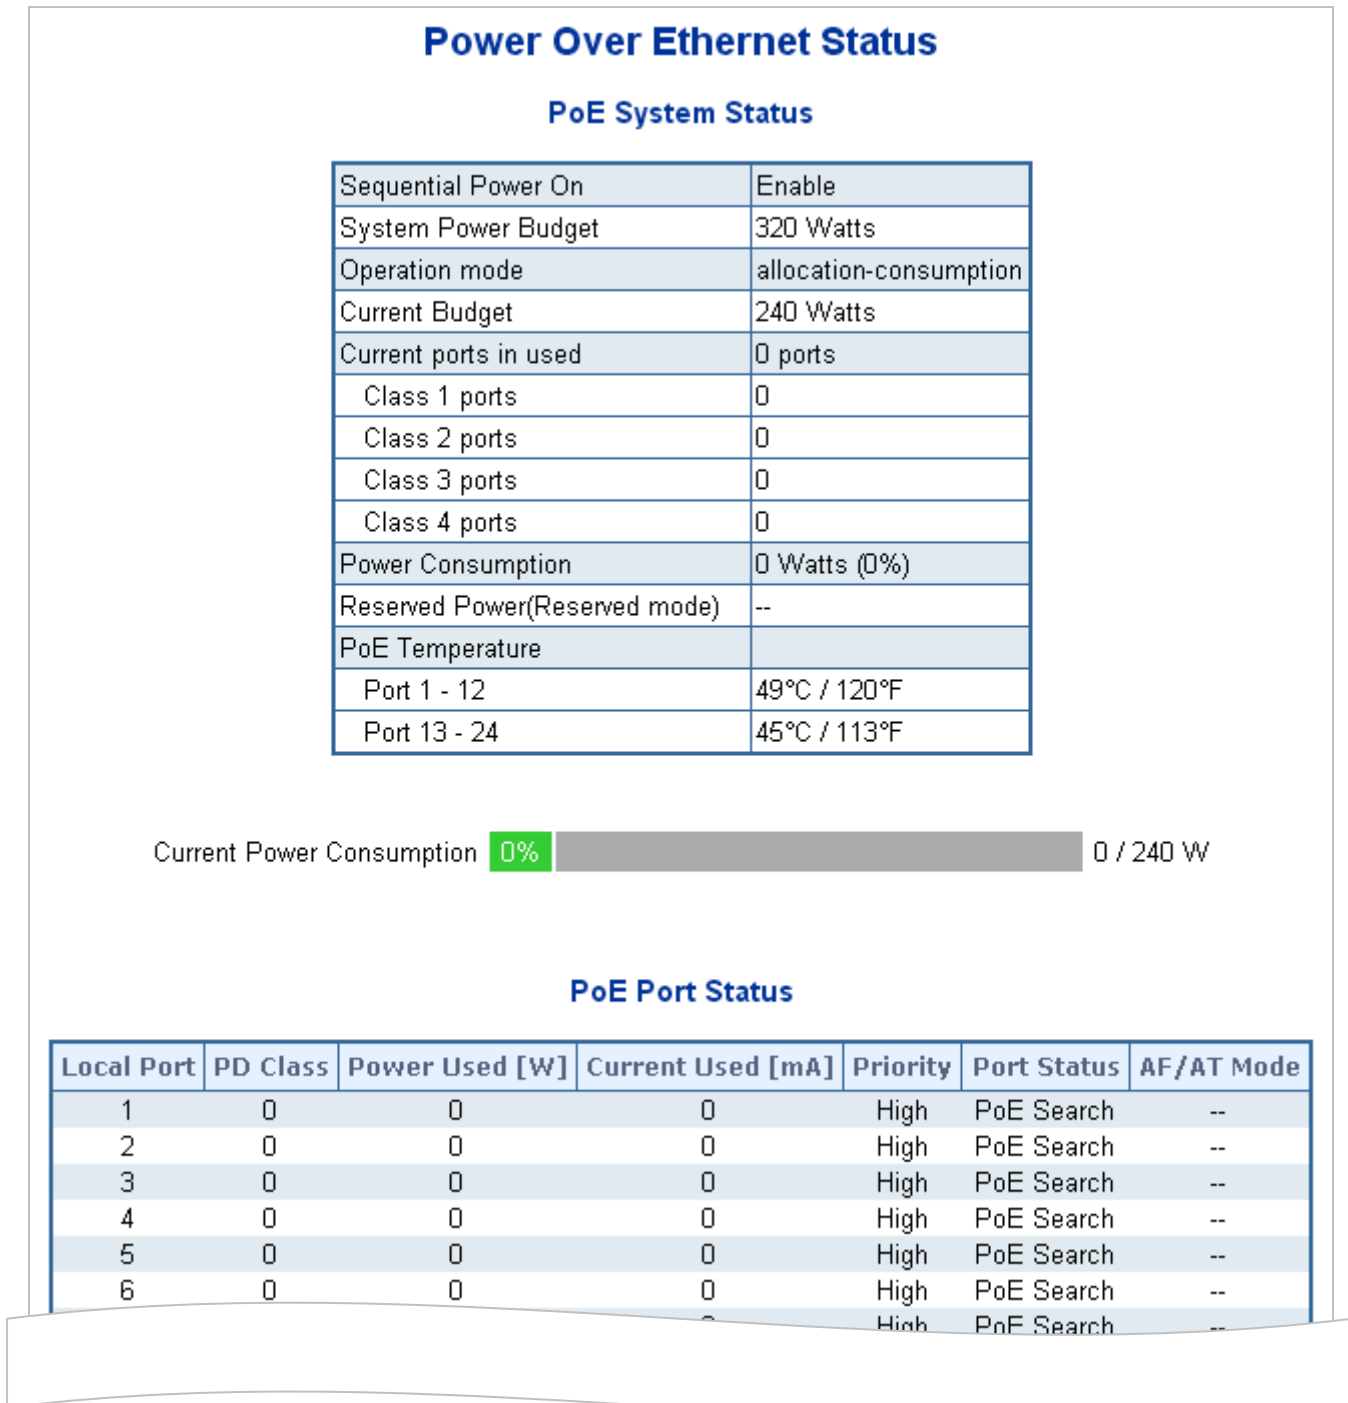 Power Over Ethernet Status
PoE System Status
Sequential Power On Enable
System Power Budget 320 Watts
Operation mode allocation-consumption
Current Budget 240 Watts
Current ports in used 0 ports
Class 1 ports 0
Class 2 ports 0
Class 3 ports 0
Class 4 ports 0
Power Consumption 0 Watts (0%)
Reserved Power(Reserved mode) --
PoE Temperature
Port 1 - 12 49°C / 120°F
Port 13 - 24 45°C / 113°F
Current Power Consumption 0% 0 / 240 W
PoE Port Status
Local Port PD Class Power Used [W] Current Used [mA] Priority Port Status AF/AT Mode
1 0 0 0 High PoE Search --
2 0 0 0 High PoE Search --
3 0 0 0 High PoE Search --
4 0 0 0 High PoE Search --
5 0 0 0 High PoE Search --
6 0 0 0 High PoE Search --
High PoE Search --